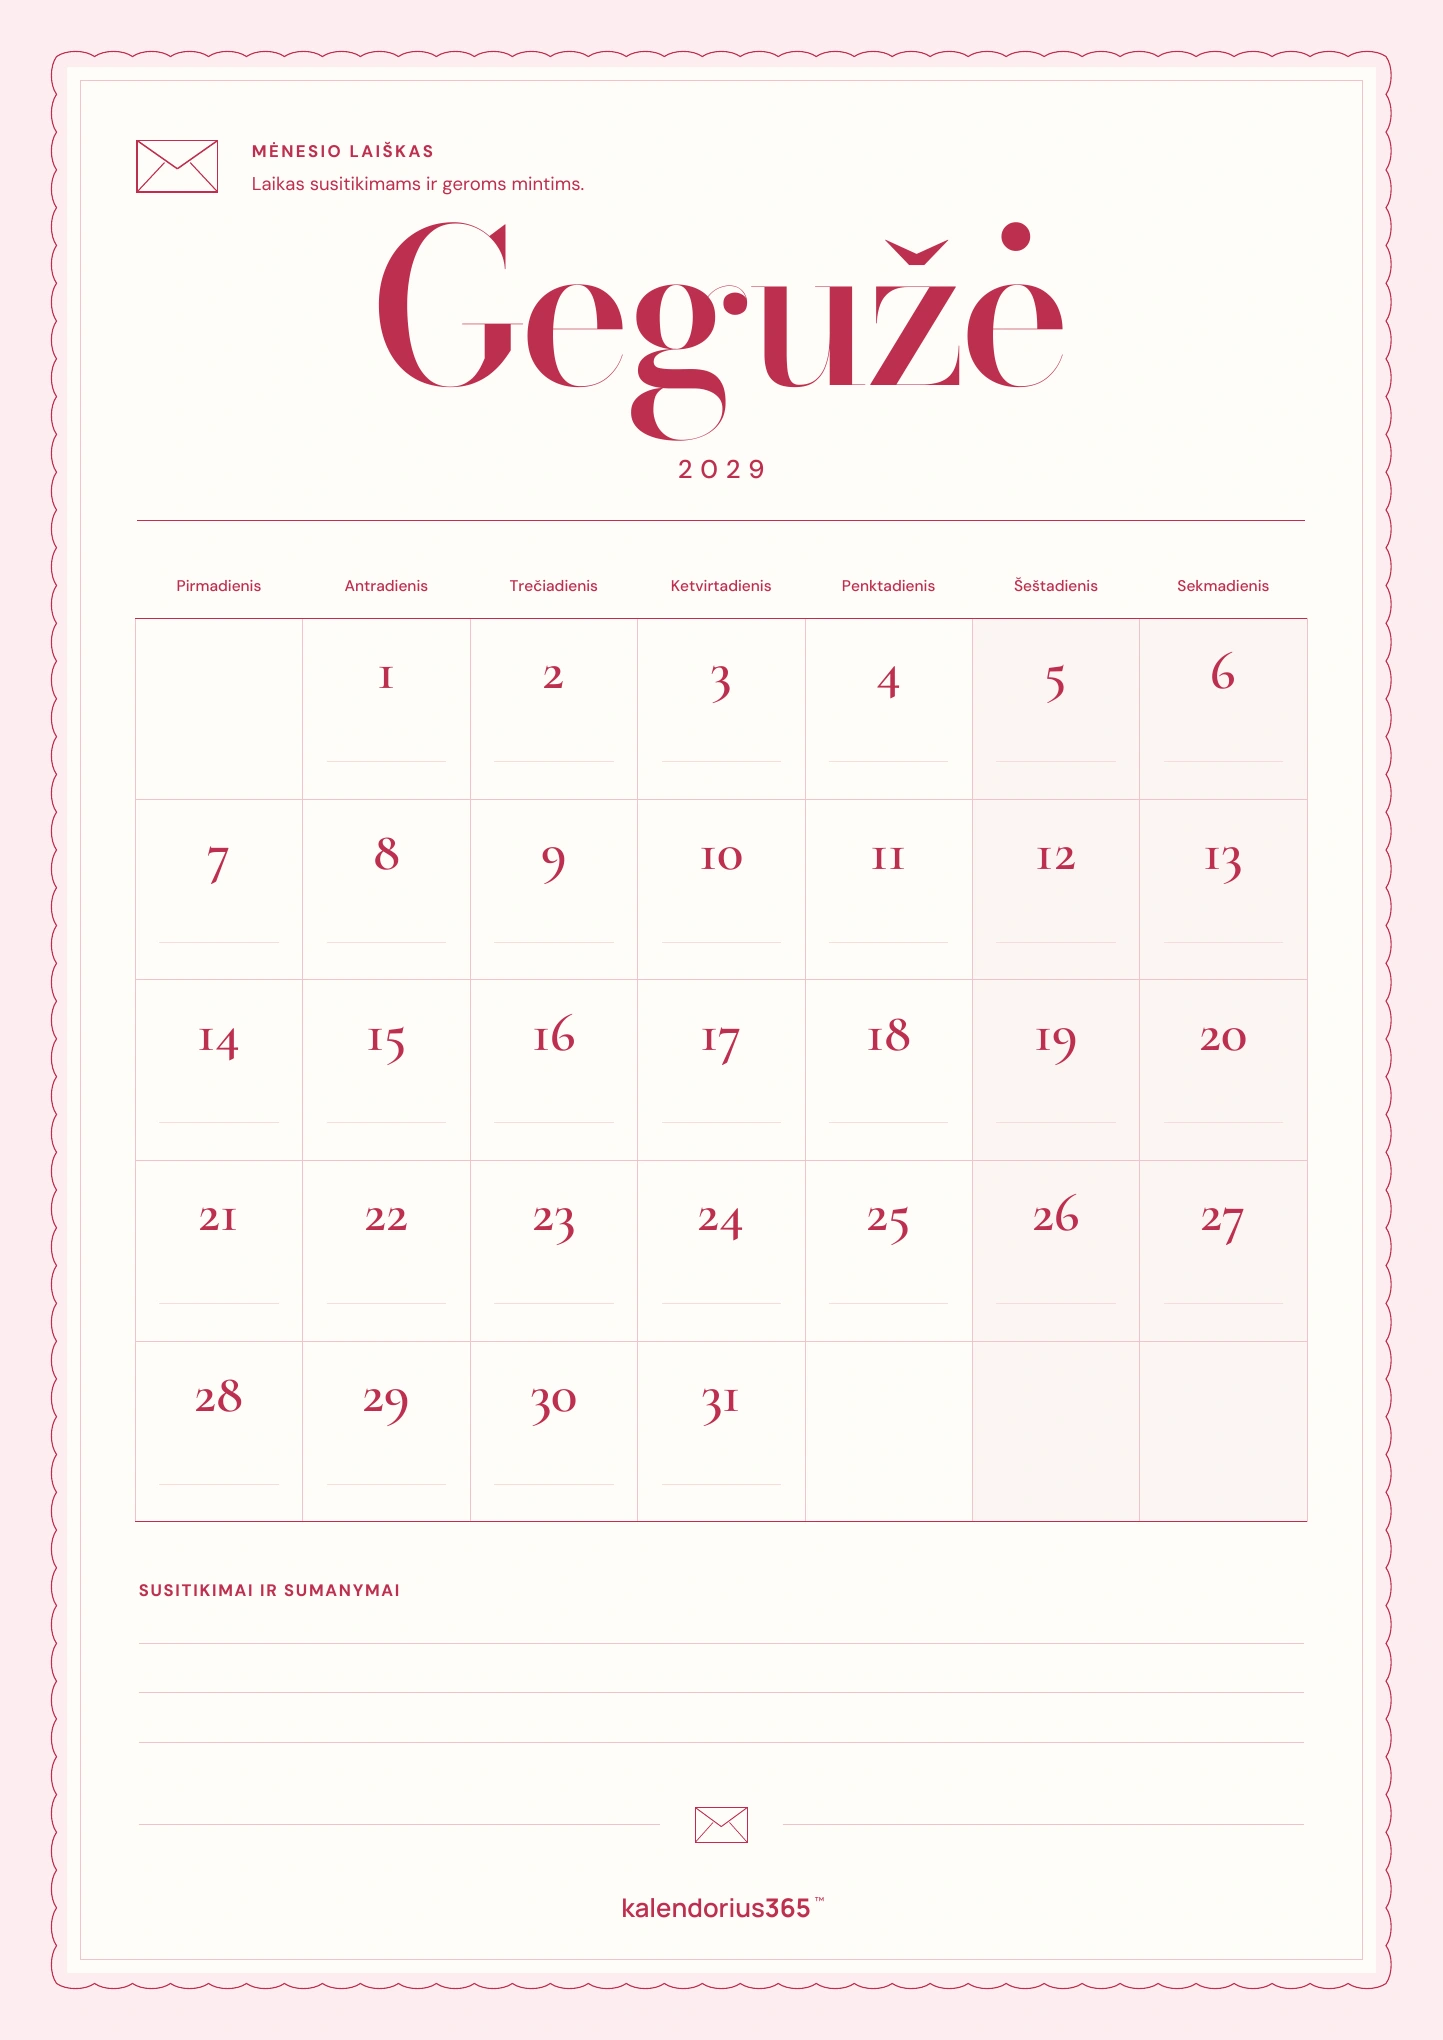 MĖNESIO LAIŠKAS
Laikas susitikimams ir geroms mintims.
Gegužė
2029
Pirmadienis Antradienis Trečiadienis Ketvirtadienis Penktadienis Šeštadienis Sekmadienis
1 2 3 4 5 6
7 8 9 10 11 12 13
14 15 16 17 18 19 20
21 22 23 24 25 26 27
28 29 30 31
SUSITIKIMAI IR SUMANYMAI
kalendorius365™